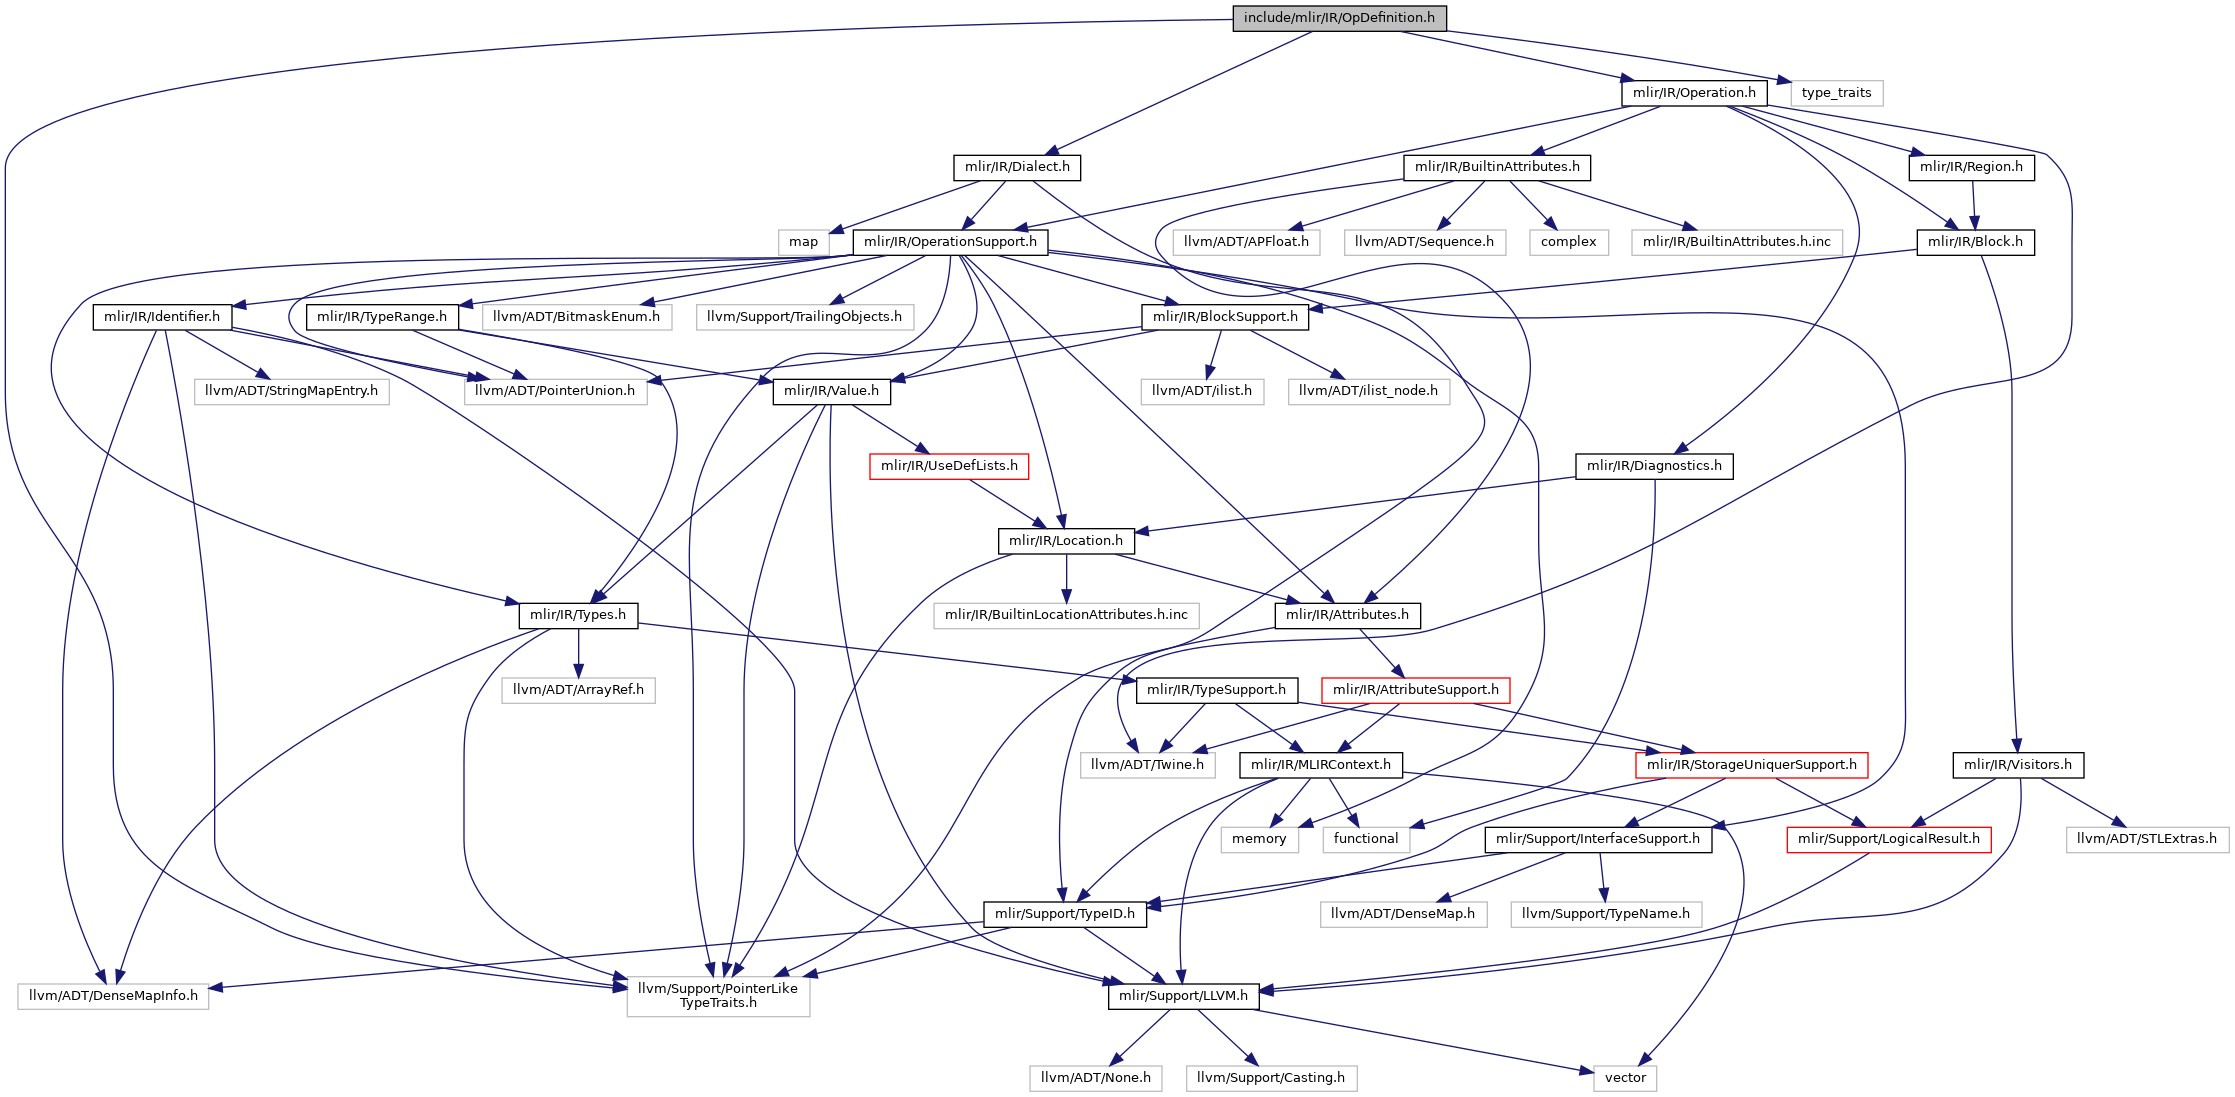 include/mlir/IR/OpDefinition.h
mlir/IR/Operation.h
type_traits
mlir/IR/Dialect.h
mlir/IR/BuiltinAttributes.h
mlir/IR/Region.h
map
mlir/IR/OperationSupport.h
llvm/ADT/APFloat.h
llvm/ADT/Sequence.h
complex
mlir/IR/BuiltinAttributes.h.inc
mlir/IR/Block.h
mlir/IR/Identifier.h
mlir/IR/TypeRange.h
llvm/ADT/BitmaskEnum.h
llvm/Support/TrailingObjects.h
mlir/IR/BlockSupport.h
llvm/ADT/StringMapEntry.h
llvm/ADT/PointerUnion.h
mlir/IR/Value.h
llvm/ADT/ilist.h
llvm/ADT/ilist_node.h
mlir/IR/UseDefLists.h
mlir/IR/Diagnostics.h
mlir/IR/Location.h
mlir/IR/Types.h
mlir/IR/BuiltinLocationAttributes.h.inc
mlir/IR/Attributes.h
llvm/ADT/ArrayRef.h
mlir/IR/TypeSupport.h
mlir/IR/AttributeSupport.h
llvm/ADT/Twine.h
mlir/IR/MLIRContext.h
mlir/IR/StorageUniquerSupport.h
mlir/IR/Visitors.h
memory
functional
mlir/Support/InterfaceSupport.h
mlir/Support/LogicalResult.h
llvm/ADT/STLExtras.h
mlir/Support/TypeID.h
llvm/ADT/DenseMap.h
llvm/Support/TypeName.h
llvm/ADT/DenseMapInfo.h
llvm/Support/PointerLike
TypeTraits.h
mlir/Support/LLVM.h
llvm/ADT/None.h
llvm/Support/Casting.h
vector